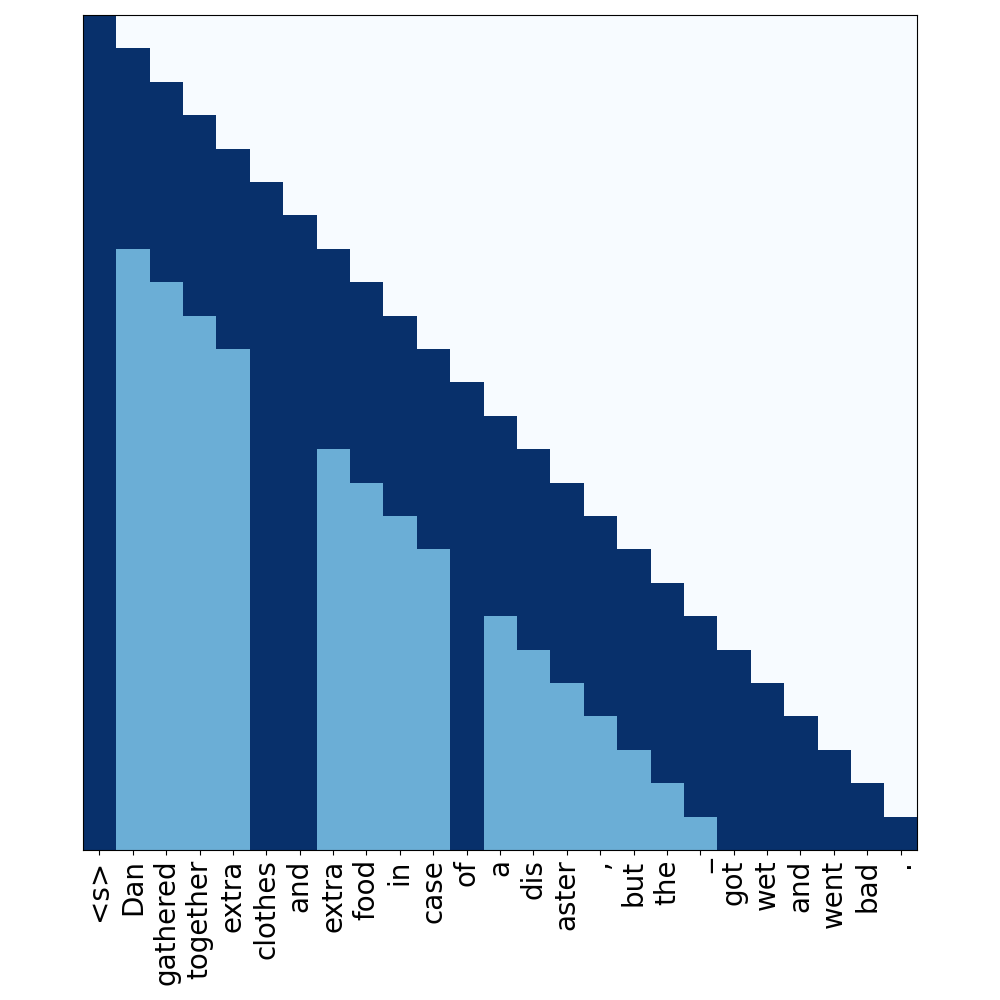 <s>
Dan
gathered
together
extra
clothes
and
extra
food
in
case
of
a
dis
aster
,
but
the
_
got
wet
and
went
bad
.